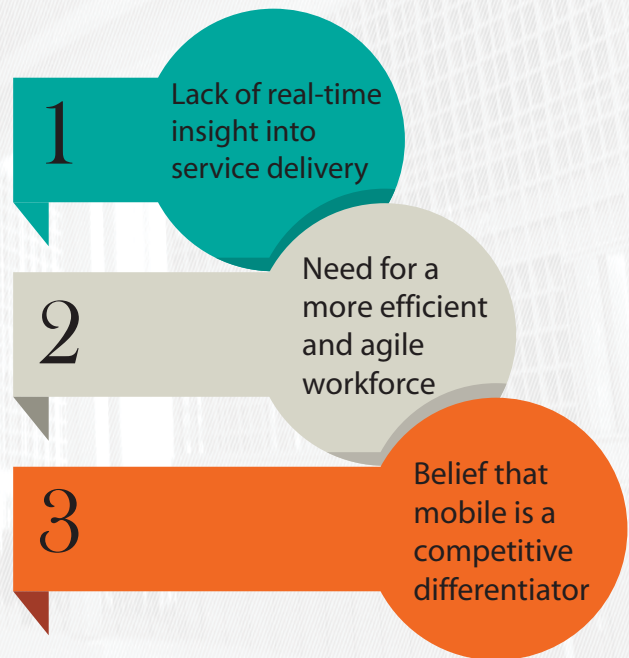 1
Lack of real-time
insight into
service delivery
2
Need for a
more efficient
and agile
workforce
3
Belief that
mobile is a
competitive
differentiator